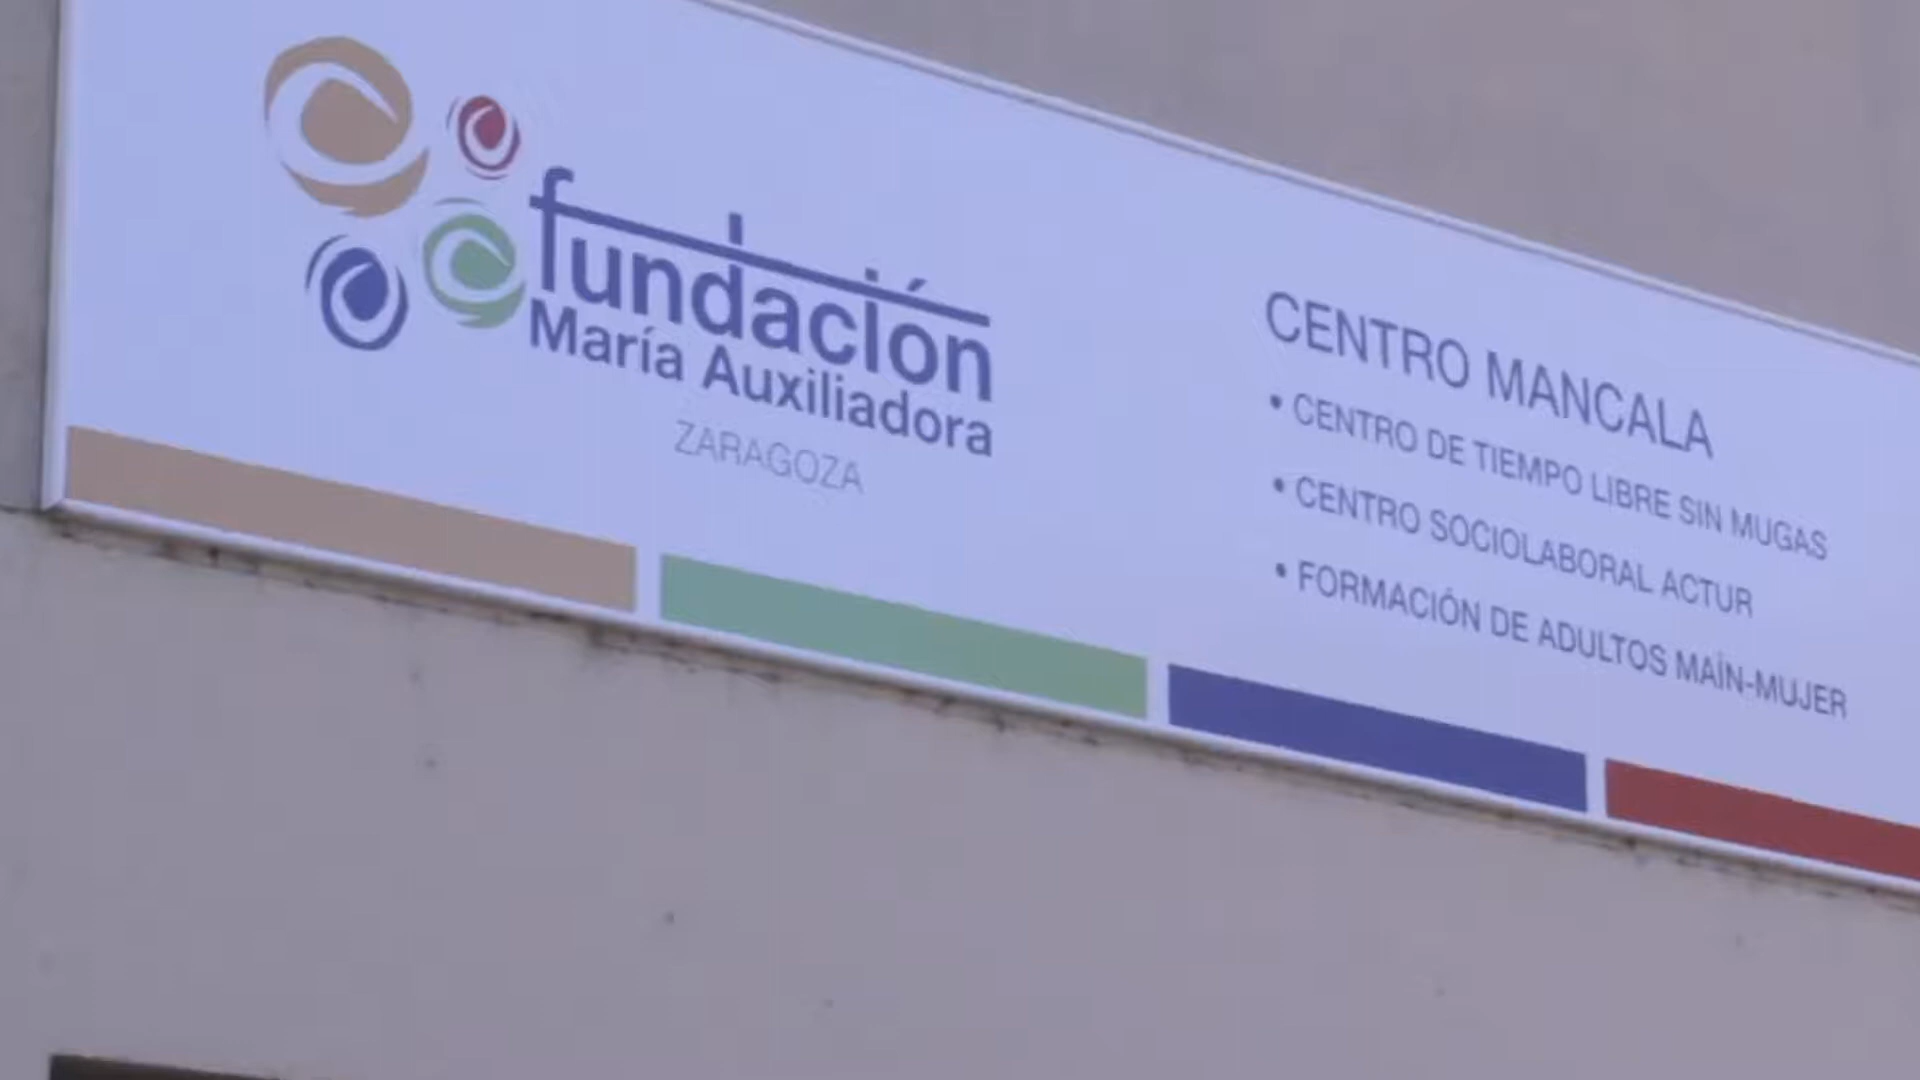 fundación
María Auxiliadora
ZARAGOZA
CENTRO MANCALA
• CENTRO DE TIEMPO LIBRE SIN MUGAS
• CENTRO SOCIOLABORAL ACTUR
• FORMACIÓN DE ADULTOS MAÍN-MUJER